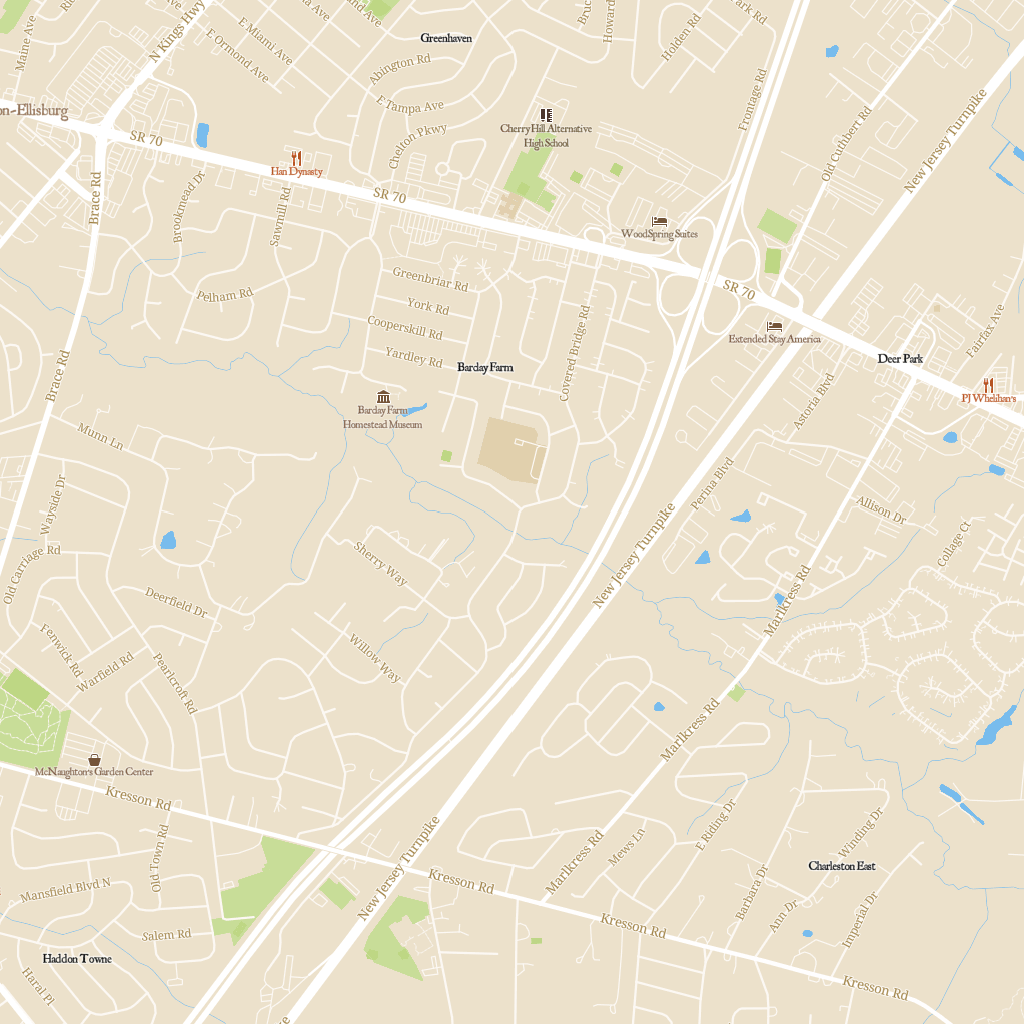 Maine Ave
N Kings Hwy
E Miami Ave
E Ormond Ave
Greenhaven
Abington Rd
E Tampa Ave
Chelton Pkwy
Holden Rd
Park Rd
Frontage Rd
Old Cuthbert Rd
New Jersey Turnpike
on-Ellisburg
SR 70
Han Dynasty
Cherry Hill Alternative
High School
SR 70
Brace Rd
Brookmead Dr
Sawmill Rd
WoodSpring Suites
SR 70
Pelham Rd
Greenbriar Rd
York Rd
Cooperskill Rd
Yardley Rd
Barclay Farm
Covered Bridge Rd
Extended Stay America
Deer Park
Fairfax Ave
PJ Whelihan's
Astoria Blvd
Brace Rd
Barclay Farm
Homestead Museum
Munn Ln
Wayside Dr
Perina Blvd
Allison Dr
Collage Ct
Old Carriage Rd
Sherry Way
New Jersey Turnpike
Marlkress Rd
Deerfield Dr
Fenwick Rd
Warfield Rd
Pearlcroft Rd
Willow Way
Marlkress Rd
McNaughton's Garden Center
Kresson Rd
Old Town Rd
Mansfield Blvd N
Salem Rd
Haddon Towne
Haral Pl
New Jersey Turnpike
Kresson Rd
Marlkress Rd
Mews Ln
E Riding Dr
Winding Dr
Charleston East
Barbara Dr
Ann Dr
Imperial Dr
Kresson Rd
Kresson Rd